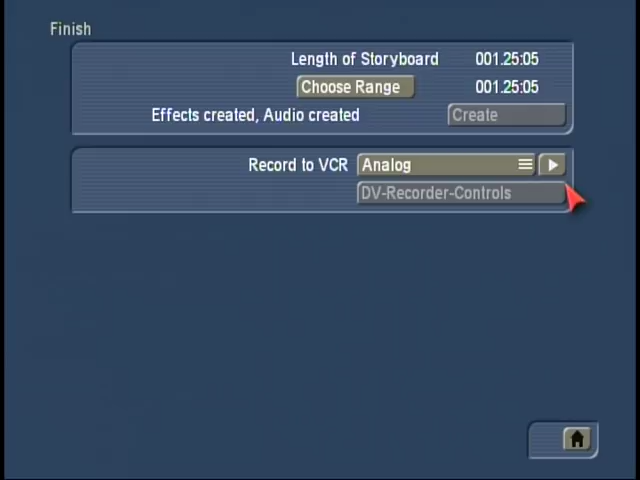 Finish
Length of Storyboard 001.25:05
Choose Range 001.25:05
Effects created, Audio created Create
Record to VCR Analog
DV-Recorder-Controls